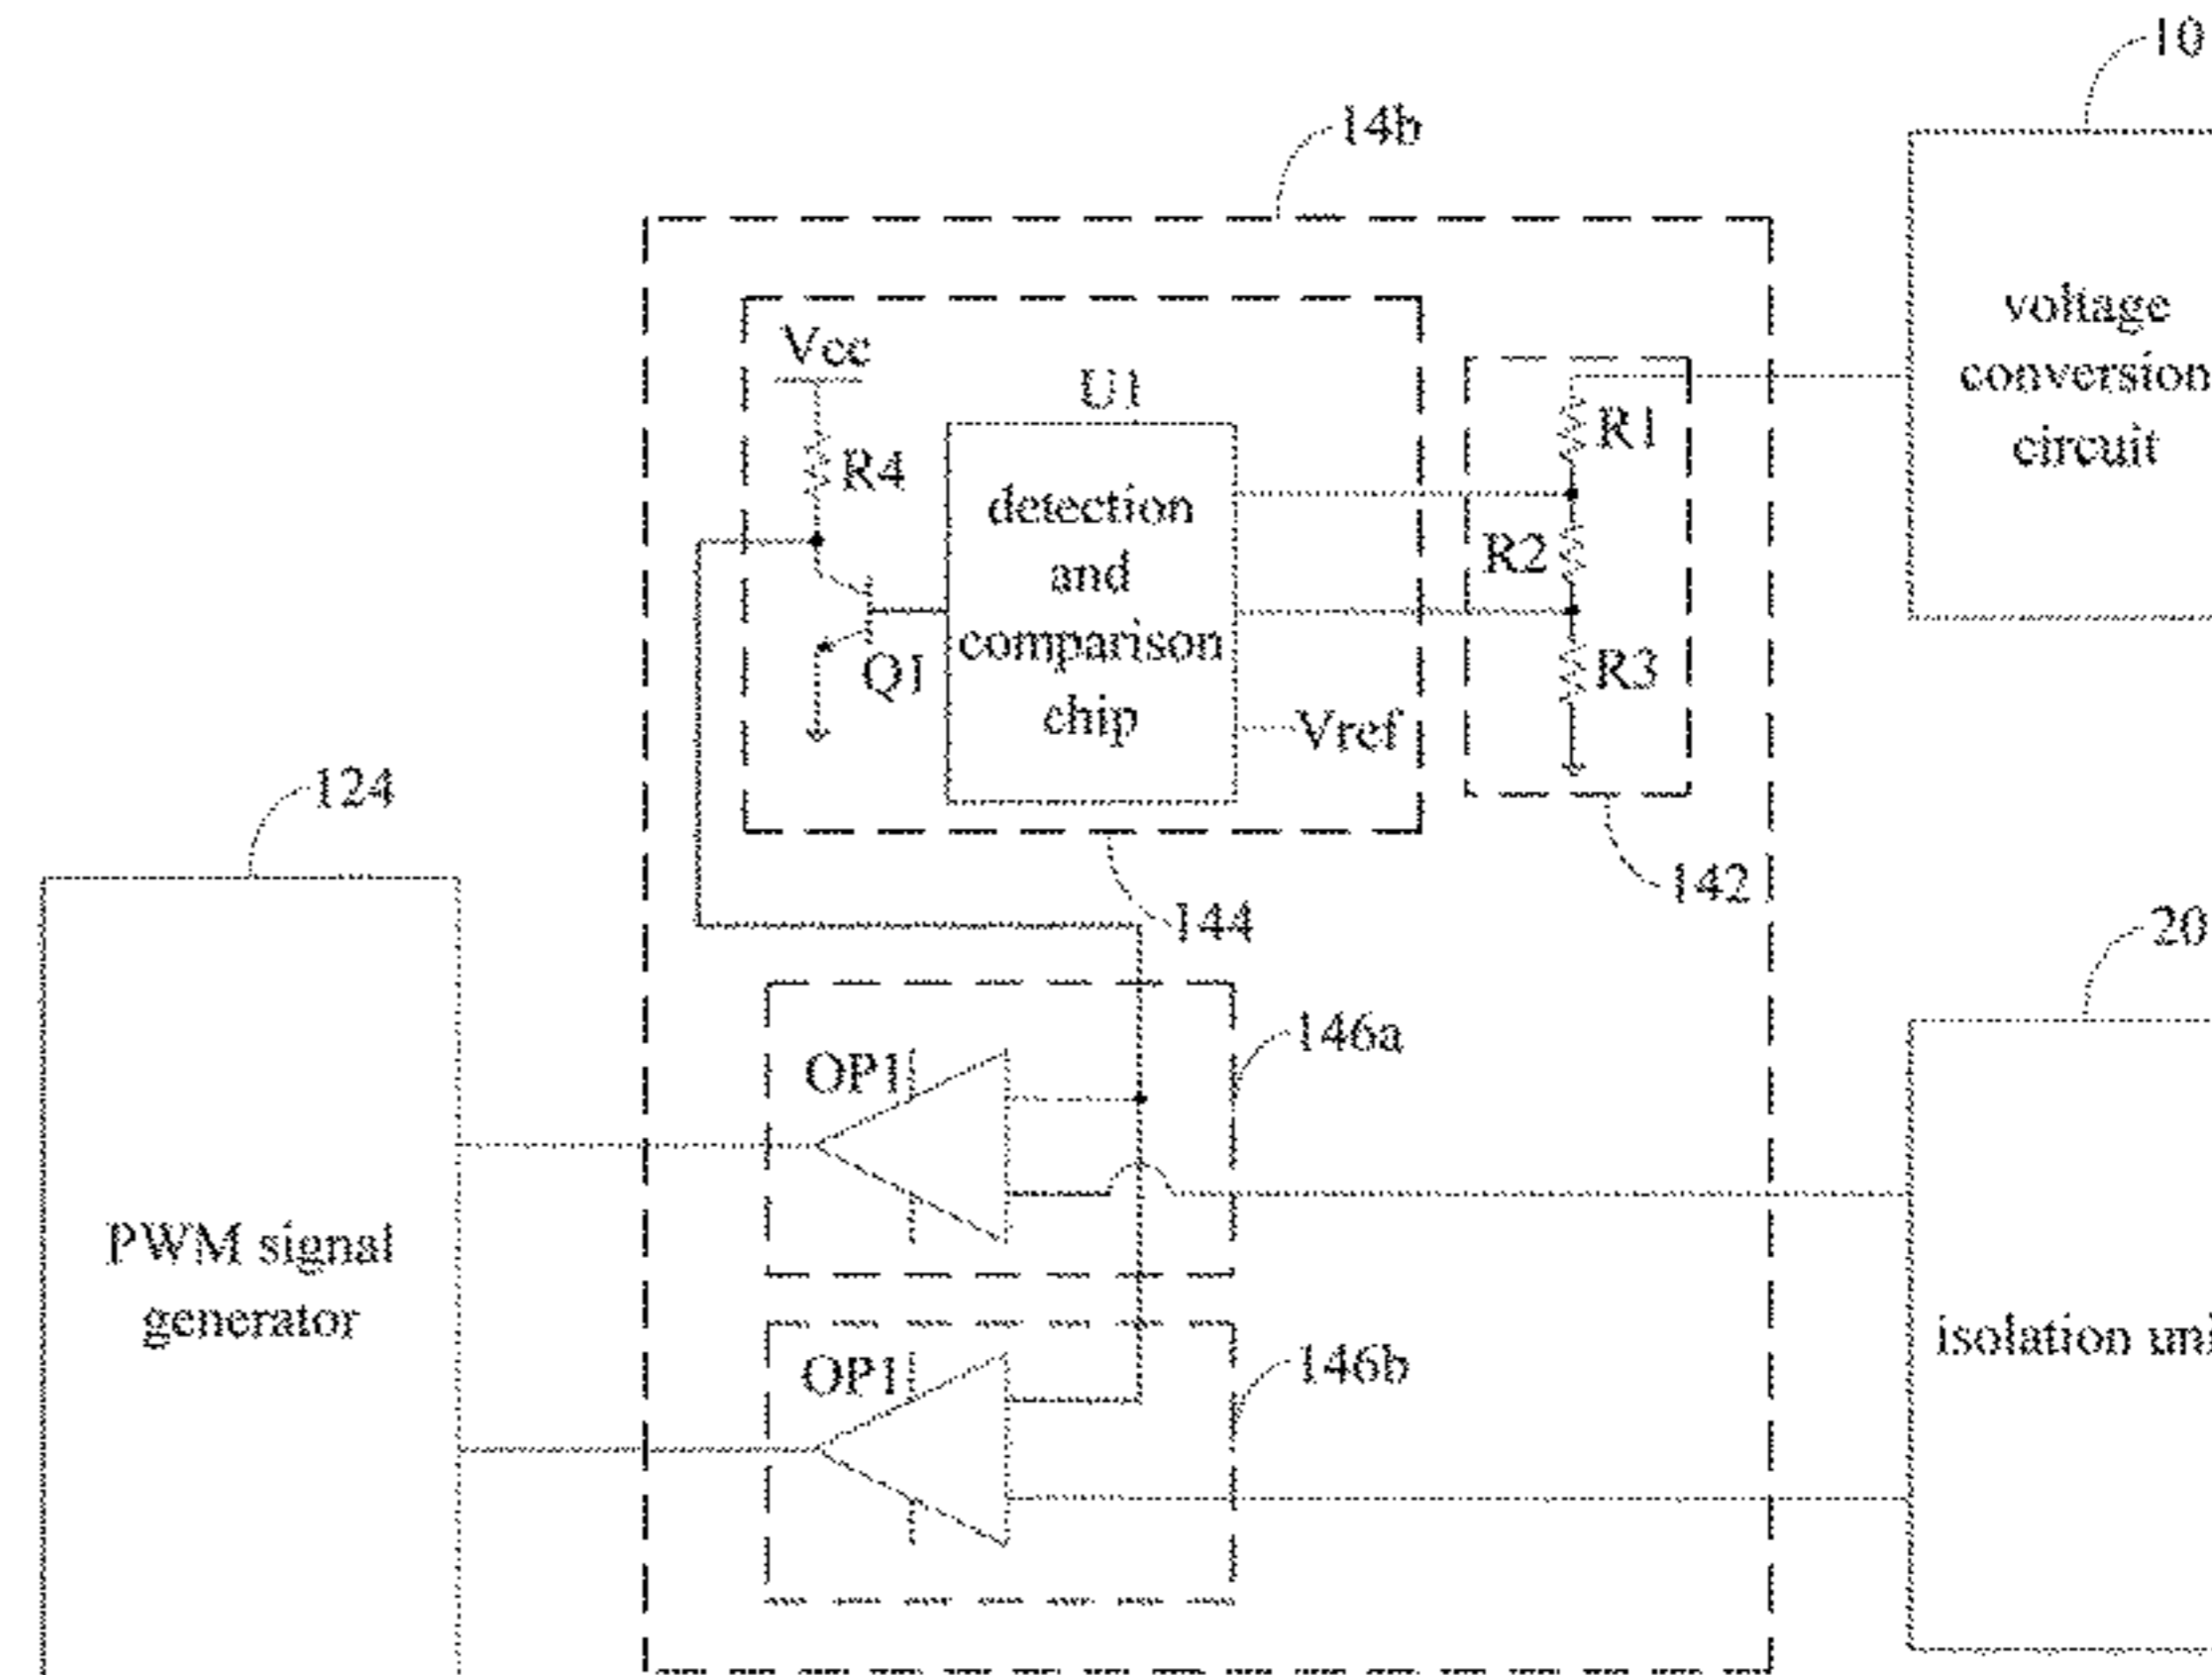 10
14b
voltage
conversion
circuit
Vcc
U1
R1
R4
detection
and
comparison
chip
R2
Q1
R3
Vref
124
142
144
20
146a
OP1
PWM signal
generator
isolation
146b
OP1